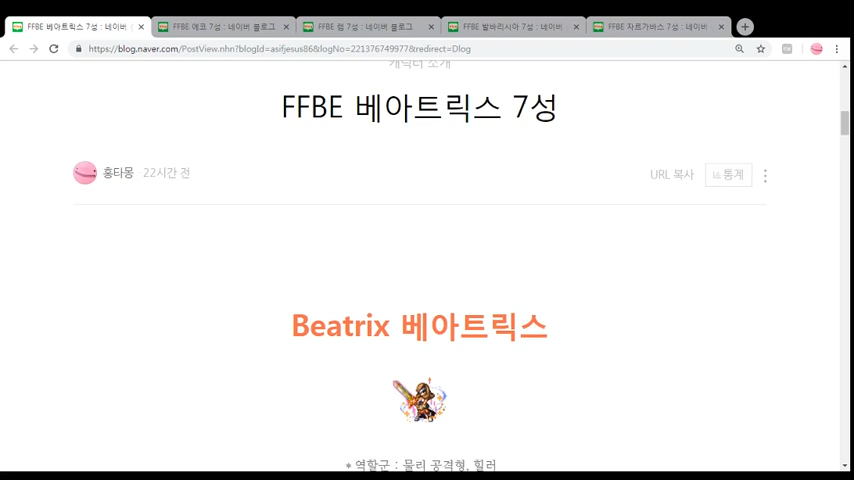 FFBE 베아트릭스 7성 : 네이버
FFBE 에코 7성 : 네이버 블로그
FFBE 렘 7성 : 네이버 블로그
FFBE 발바리시아 7성 : 네이버
FFBE 자르가바스 7성 : 네이버
https://blog.naver.com/PostView.nhn?blogId=asifjesus86&logNo=221376749977&redirect=Dlog
캐릭터 소개
FFBE 베아트릭스 7성
홍타몽 22시간 전
URL 복사 통계
Beatrix 베아트릭스
* 역할군 : 물리 공격형, 힐러